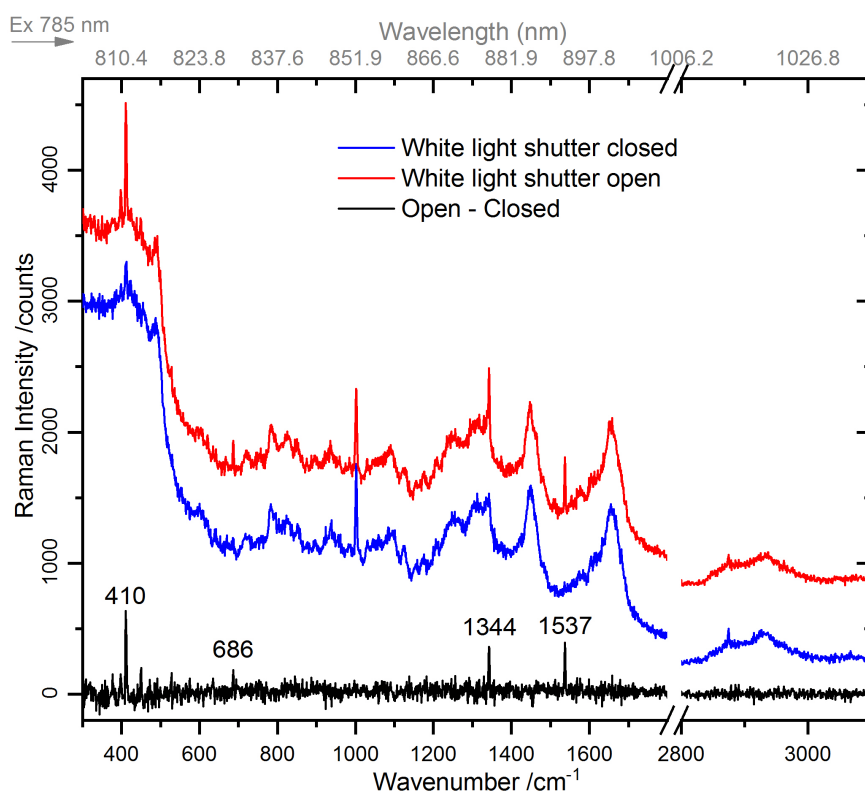 Ex 785 nm
Wavelength (nm)
810.4 823.8 837.6 851.9 866.6 881.9 897.8 1006.2 1026.8
White light shutter closed
White light shutter open
Open - Closed
4000
3000
2000
1000
0
Raman Intensity /counts
410
686
1344
1537
400 600 800 1000 1200 1400 1600 2800 3000
Wavenumber /cm⁻¹